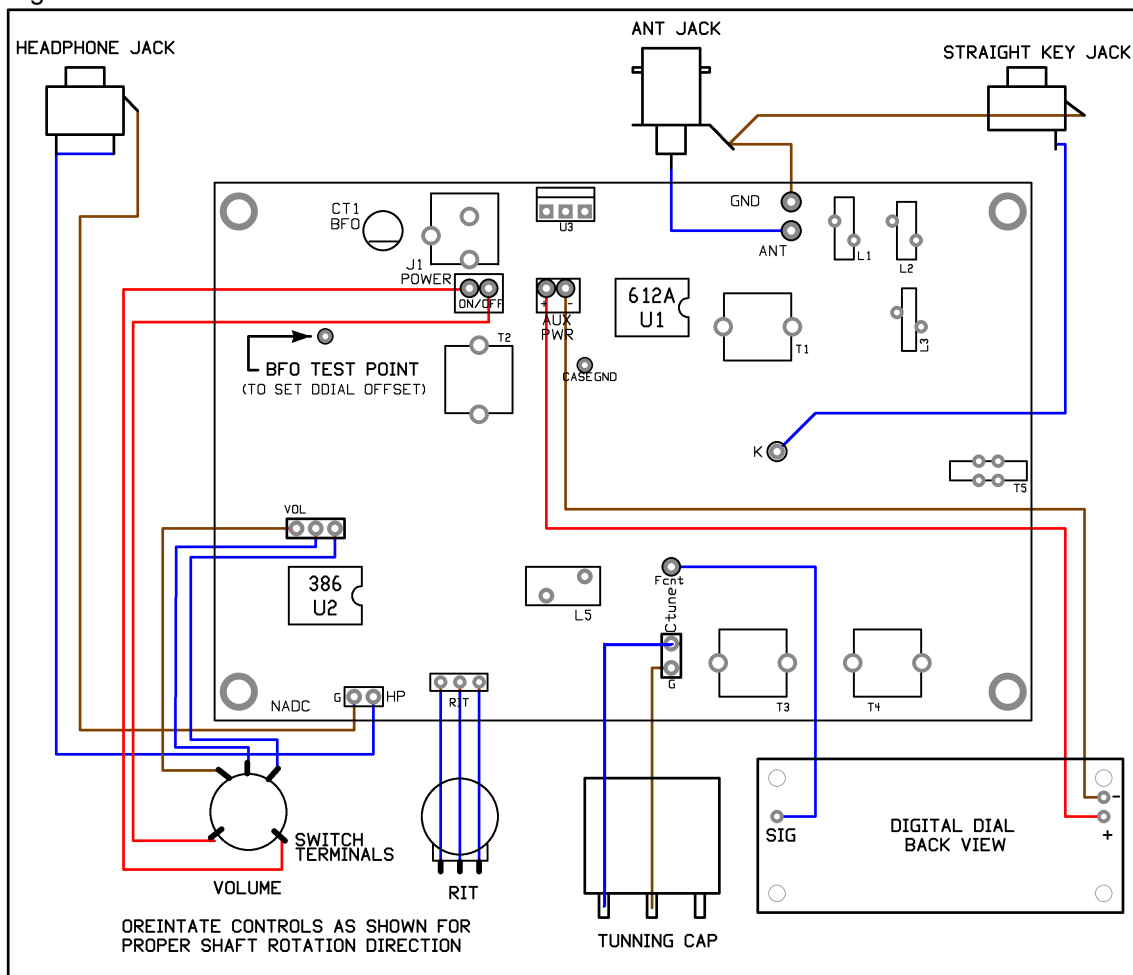 ANT JACK
HEADPHONE JACK
STRAIGHT KEY JACK
CT1
BFO
U3
GND
ANT
L1
L2
J1
POWER
ON/OFF
+ -
AUX
PWR
612A
U1
T1
L3
T2
BFO TEST POINT
(TO SET DDIAL OFFSET)
CASEGND
K
T5
VOL
386
U2
L5
Fcnt
Ctune
G
T3
T4
NADC
G
HP
RIT
SIG
DIGITAL DIAL
BACK VIEW
-
+
SWITCH
TERMINALS
VOLUME
RIT
TUNNING CAP
OREINTATE CONTROLS AS SHOWN FOR
PROPER SHAFT ROTATION DIRECTION